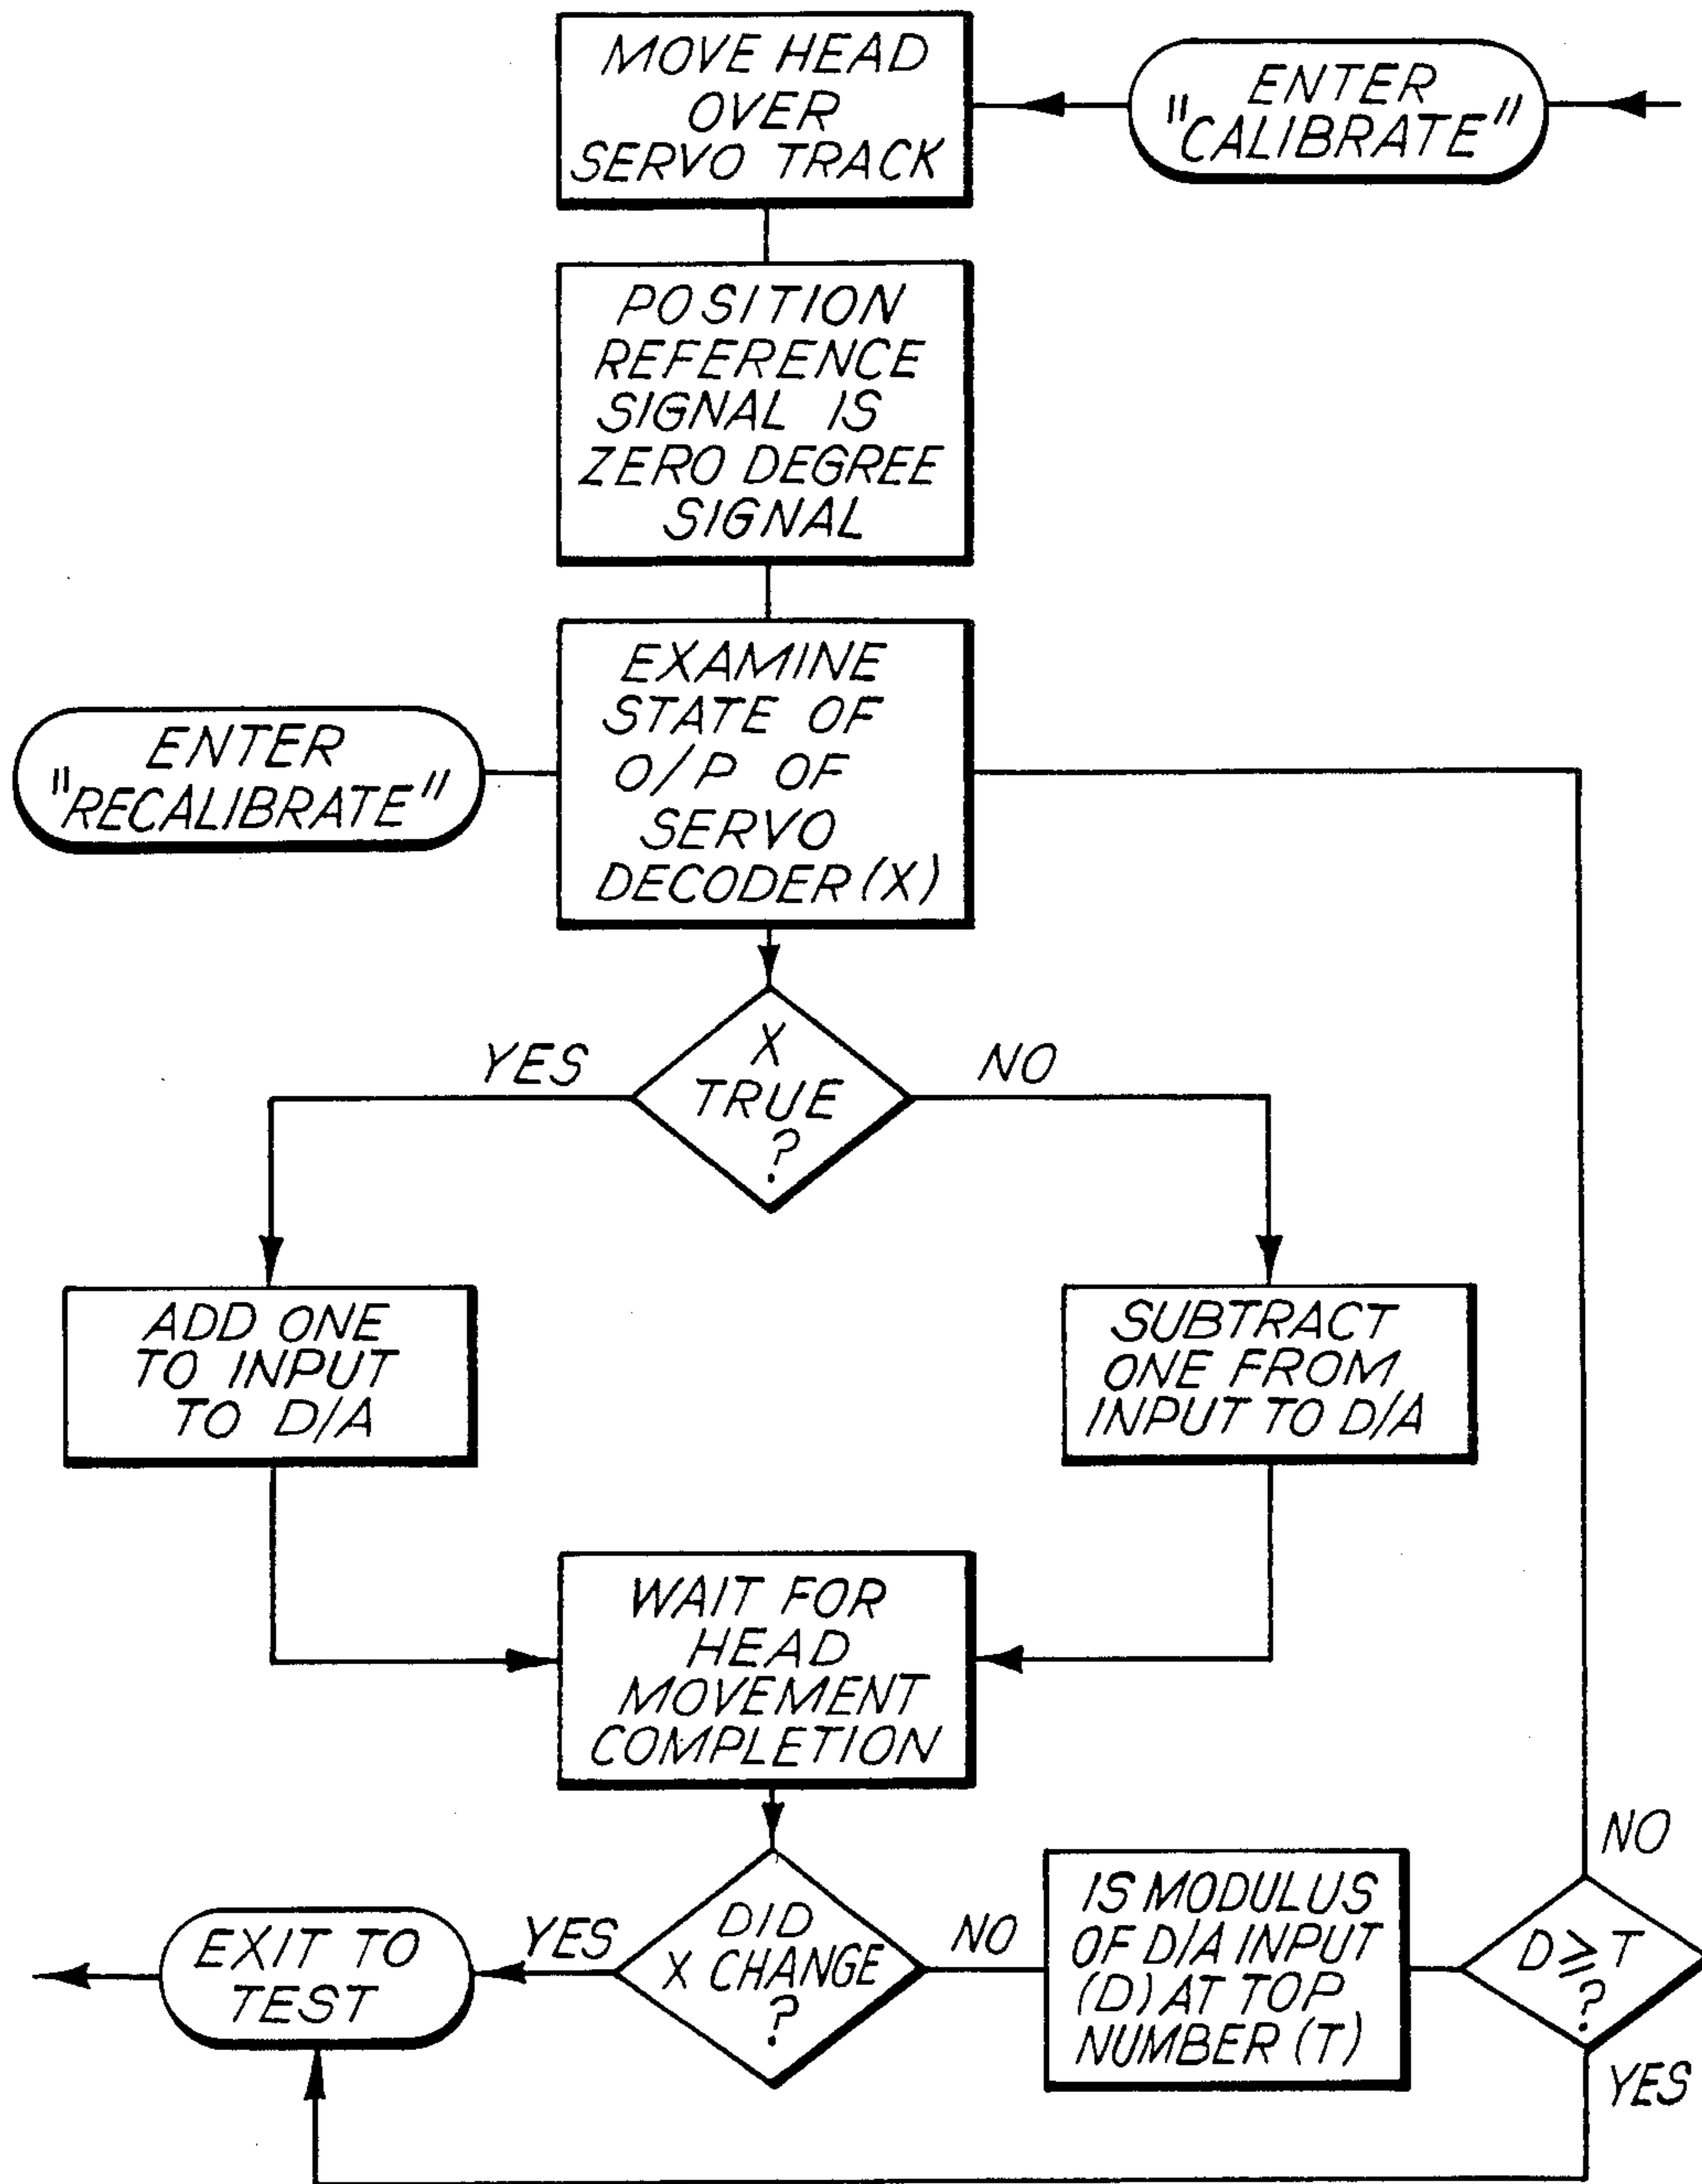 MOVE HEAD
OVER
SERVO TRACK
ENTER
"CALIBRATE"
POSITION
REFERENCE
SIGNAL IS
ZERO DEGREE
SIGNAL
EXAMINE
STATE OF
O/P OF
SERVO
DECODER (X)
ENTER
"RECALIBRATE"
X
TRUE
?
YES
NO
ADD ONE
TO INPUT
TO D/A
SUBTRACT
ONE FROM
INPUT TO D/A
WAIT FOR
HEAD
MOVEMENT
COMPLETION
DID
X CHANGE
?
YES
NO
EXIT TO
TEST
IS MODULUS
OF D/A INPUT
(D) AT TOP
NUMBER (T)
D⩾T
?
NO
YES